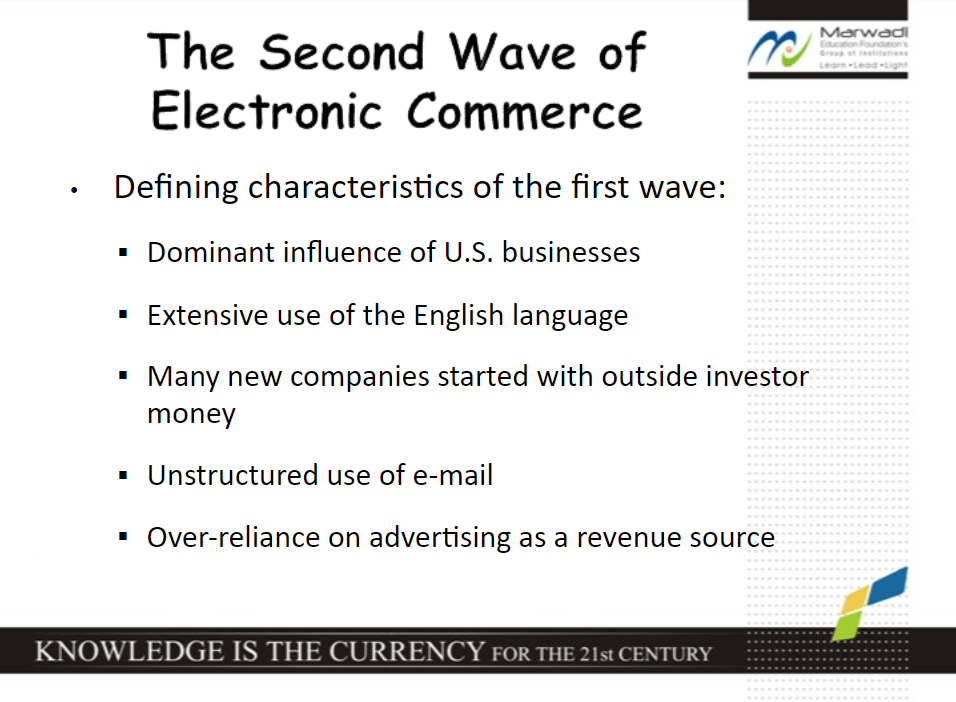 The Second Wave of
Electronic Commerce
Marwadi
Education Foundation's
Group of Institutions
Learn • Lead • Light
• Defining characteristics of the first wave:
▪ Dominant influence of U.S. businesses
▪ Extensive use of the English language
▪ Many new companies started with outside investor
money
▪ Unstructured use of e-mail
▪ Over-reliance on advertising as a revenue source
KNOWLEDGE IS THE CURRENCY FOR THE 21st CENTURY